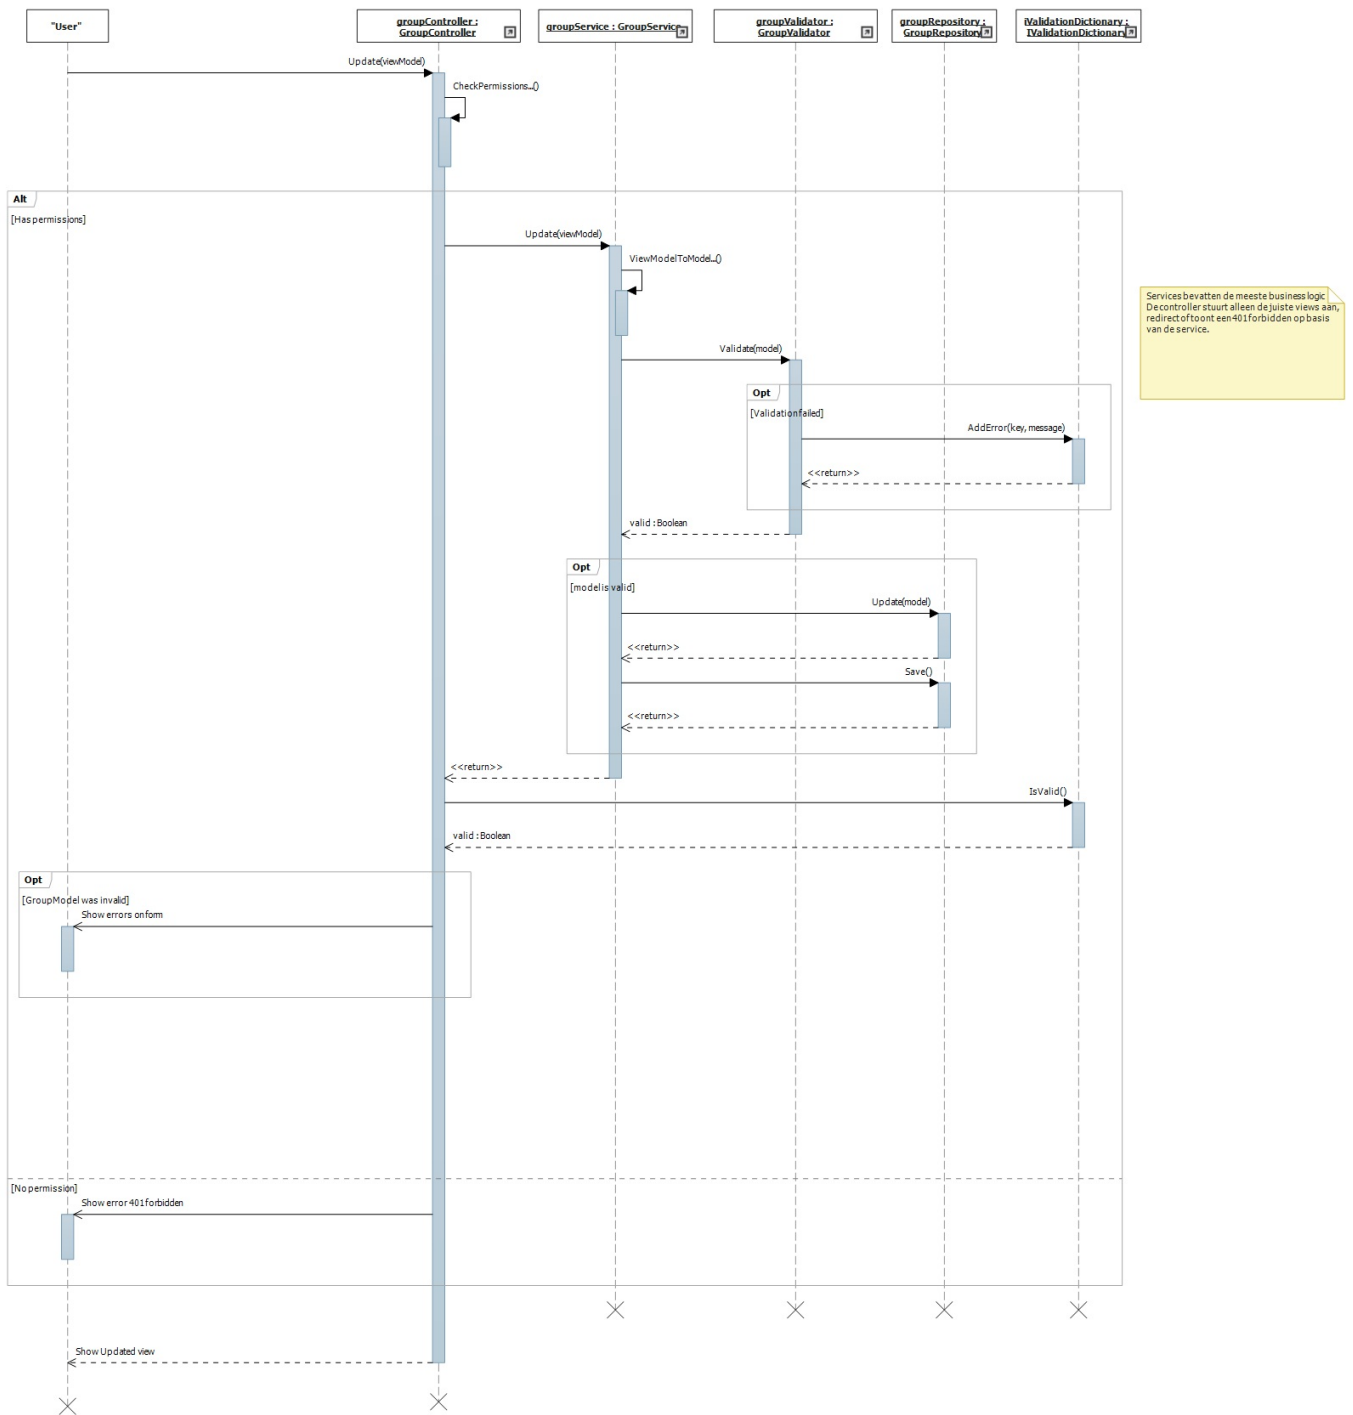 "User"
groupController :
GroupController
groupService : GroupService
groupValidator :
GroupValidator
groupRepository :
GroupRepository
iValidationDictionary :
IValidationDictionary
Update(viewModel)
CheckPermissions...()
Alt
[Has permissions]
Update(viewModel)
ViewModelToModel...()
Services bevatten de meeste business logic
De controller stuurt alleen de juiste views aan,
redirect of toont een 401 forbidden op basis
van de service.
Validate(model)
Opt
[Validation failed]
AddError(key, message)
<<return>>
valid : Boolean
Opt
[model is valid]
Update(model)
<<return>>
Save()
<<return>>
<<return>>
IsValid()
valid : Boolean
Opt
[GroupModel was invalid]
Show errors on form
[No permission]
Show error 401 forbidden
Show Updated view